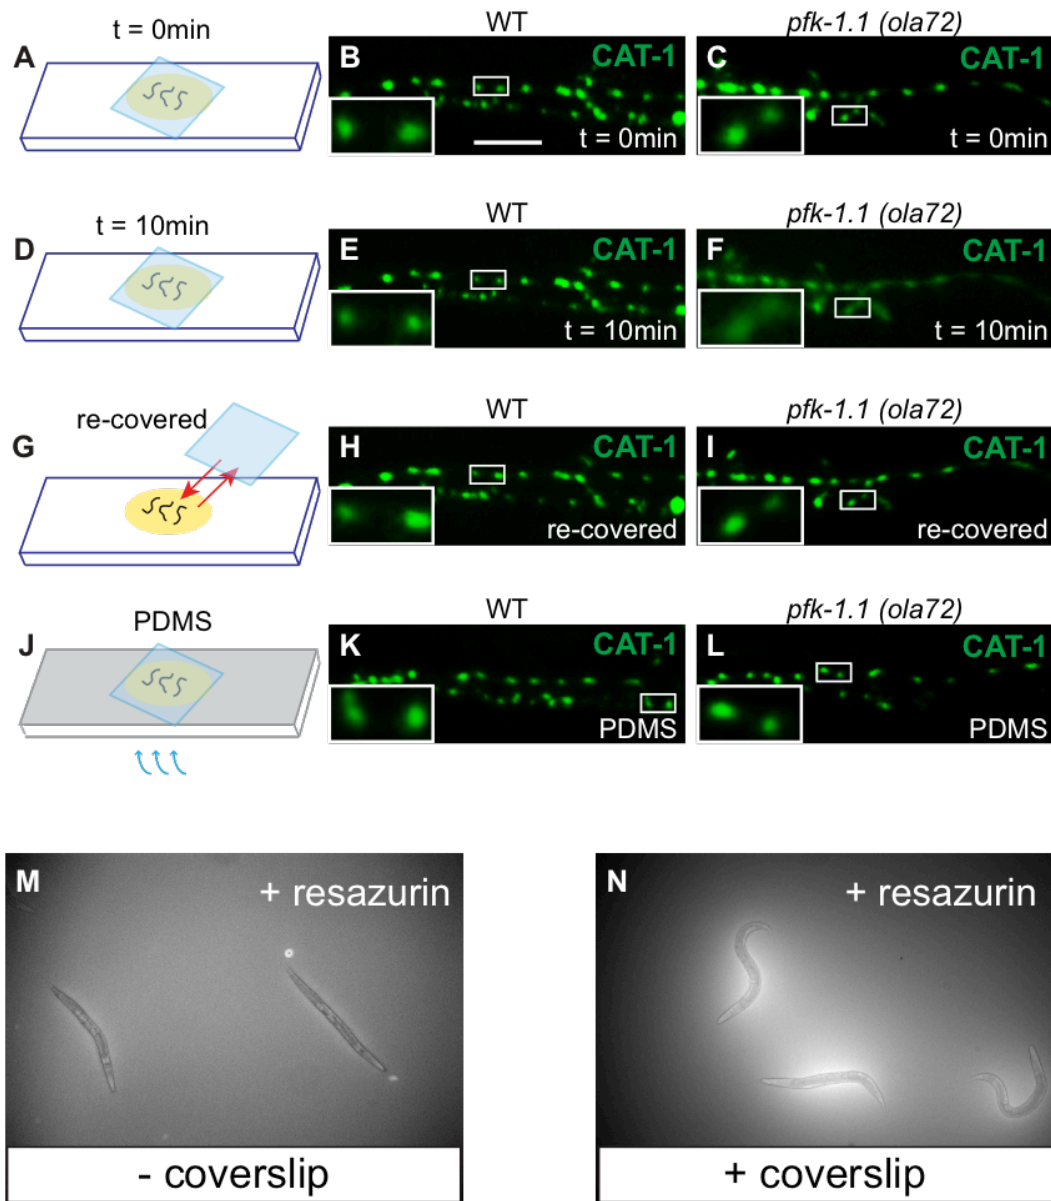 t = 0min
WT
pfk-1.1 (ola72)
A
B
CAT-1
t = 0min
C
CAT-1
t = 0min
t = 10min
WT
pfk-1.1 (ola72)
D
E
CAT-1
t = 10min
F
CAT-1
t = 10min
re-covered
WT
pfk-1.1 (ola72)
G
H
CAT-1
re-covered
I
CAT-1
re-covered
PDMS
WT
pfk-1.1 (ola72)
J
K
CAT-1
PDMS
L
CAT-1
PDMS
M
+ resazurin
- coverslip
N
+ resazurin
+ coverslip